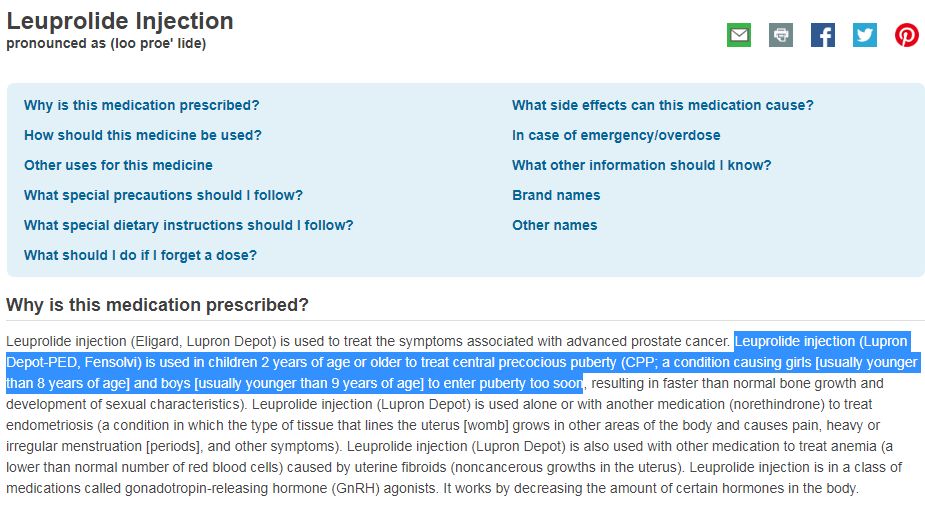 Leuprolide Injection
pronounced as (loo proe' lide)
Why is this medication prescribed?
How should this medicine be used?
Other uses for this medicine
What special precautions should I follow?
What special dietary instructions should I follow?
What should I do if I forget a dose?
What side effects can this medication cause?
In case of emergency/overdose
What other information should I know?
Brand names
Other names
Why is this medication prescribed?
Leuprolide injection (Eligard, Lupron Depot) is used to treat the symptoms associated with advanced prostate cancer. Leuprolide injection (Lupron
Depot-PED, Fensolvi) is used in children 2 years of age or older to treat central precocious puberty (CPP; a condition causing girls [usually younger
than 8 years of age] and boys [usually younger than 9 years of age] to enter puberty too soon, resulting in faster than normal bone growth and
development of sexual characteristics). Leuprolide injection (Lupron Depot) is used alone or with another medication (norethindrone) to treat
endometriosis (a condition in which the type of tissue that lines the uterus [womb] grows in other areas of the body and causes pain, heavy or
irregular menstruation [periods], and other symptoms). Leuprolide injection (Lupron Depot) is also used with other medication to treat anemia (a
lower than normal number of red blood cells) caused by uterine fibroids (noncancerous growths in the uterus). Leuprolide injection is in a class of
medications called gonadotropin-releasing hormone (GnRH) agonists. It works by decreasing the amount of certain hormones in the body.